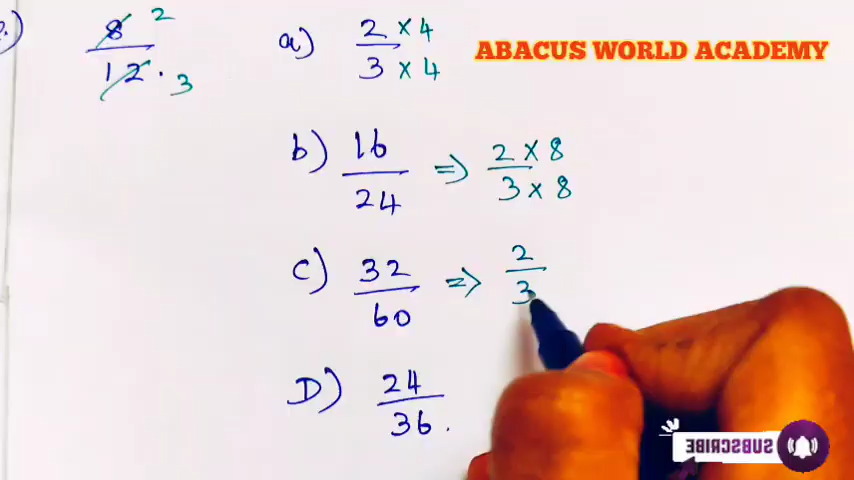 .)
8 2
12 . 3
a) 2 × 4
3 × 4
ABACUS WORLD ACADEMY
b) 16 => 2 × 8
24 3 × 8
C) 32 => 2
60 3
D) 24
36 .
SUBSCRIBE